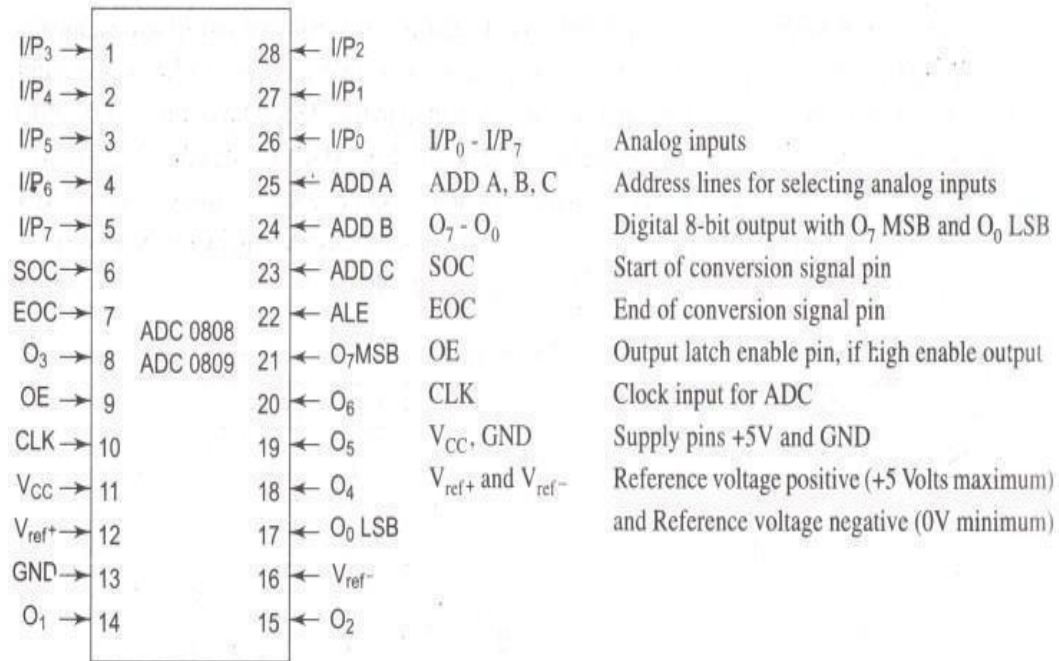 I/P₃ 1 28 I/P2
I/P₄ 2 27 I/P₁
I/P₅ 3 26 I/P₀ I/P₀ - I/P₇ Analog inputs
I/P₆ 4 25 ADD A ADD A, B, C Address lines for selecting analog inputs
I/P₇ 5 24 ADD B O₇ - O₀ Digital 8-bit output with O₇ MSB and O₀ LSB
SOC 6 23 ADD C SOC Start of conversion signal pin
EOC 7 22 ALE EOC End of conversion signal pin
ADC 0808
O₃ 8 ADC 0809 21 O₇MSB OE Output latch enable pin, if high enable output
OE 9 20 O₆ CLK Clock input for ADC
CLK 10 19 O₅ V_CC, GND Supply pins +5V and GND
V_CC 11 18 O₄ V_ref+ and V_ref− Reference voltage positive (+5 Volts maximum)
V_ref+ 12 17 O₀ LSB and Reference voltage negative (0V minimum)
GND 13 16 V_ref−
O₁ 14 15 O₂